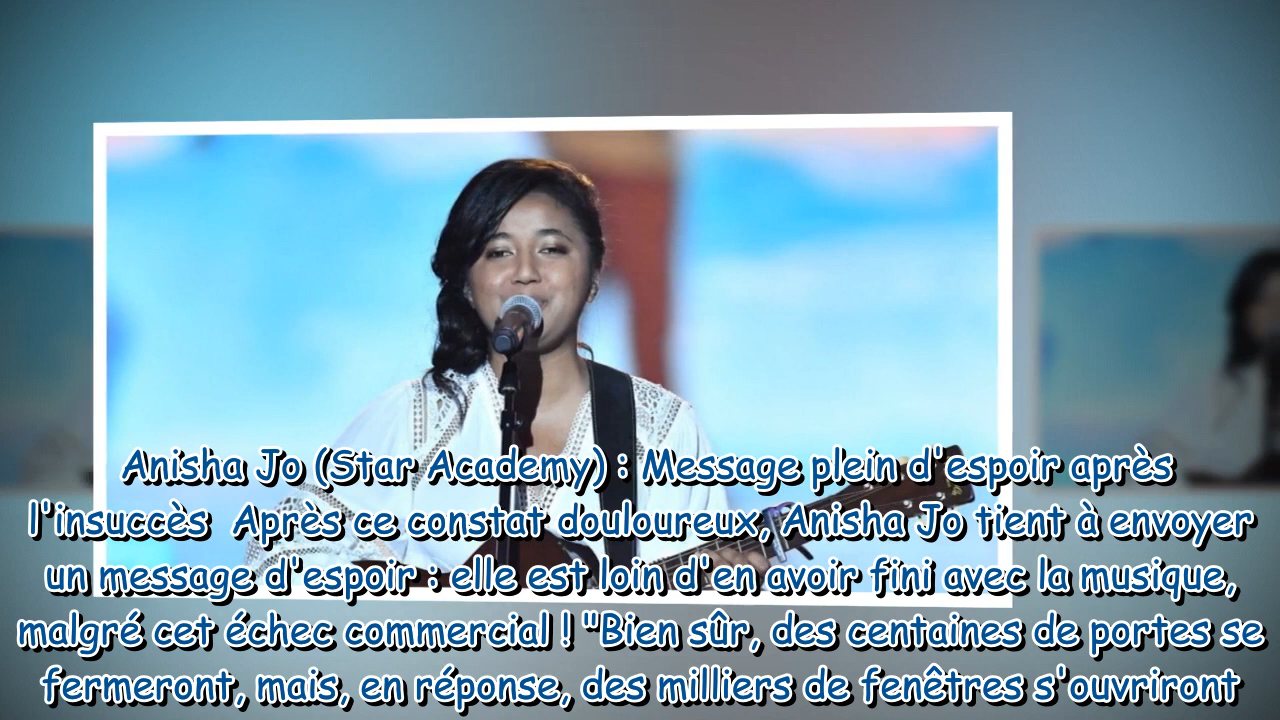 Anisha Jo (Star Academy) : Message plein d'espoir après
l'insuccès  Après ce constat douloureux, Anisha Jo tient à envoyer
un message d'espoir : elle est loin d'en avoir fini avec la musique,
malgré cet échec commercial ! "Bien sûr, des centaines de portes se
fermeront, mais, en réponse, des milliers de fenêtres s'ouvriront